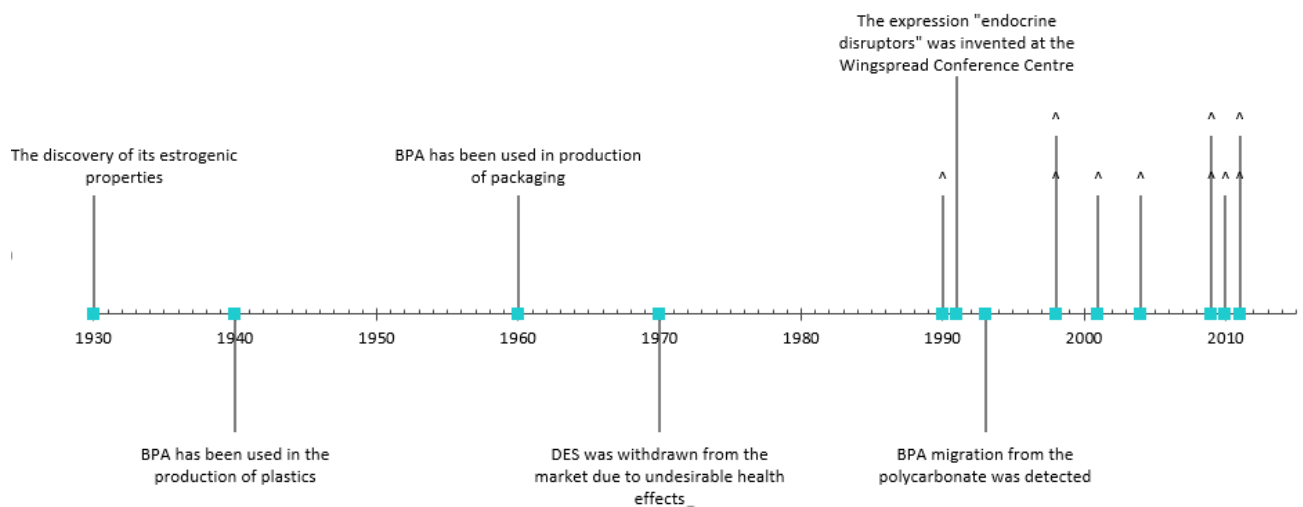 The expression "endocrine
disruptors" was invented at the
Wingspread Conference Centre
^ ^ ^
The discovery of its estrogenic
properties
BPA has been used in production
of packaging
^ ^ ^ ^ ^ ^ ^
1930 1940 1950 1960 1970 1980 1990 2000 2010
BPA has been used in the
production of plastics
DES was withdrawn from the
market due to undesirable health
effects_
BPA migration from the
polycarbonate was detected